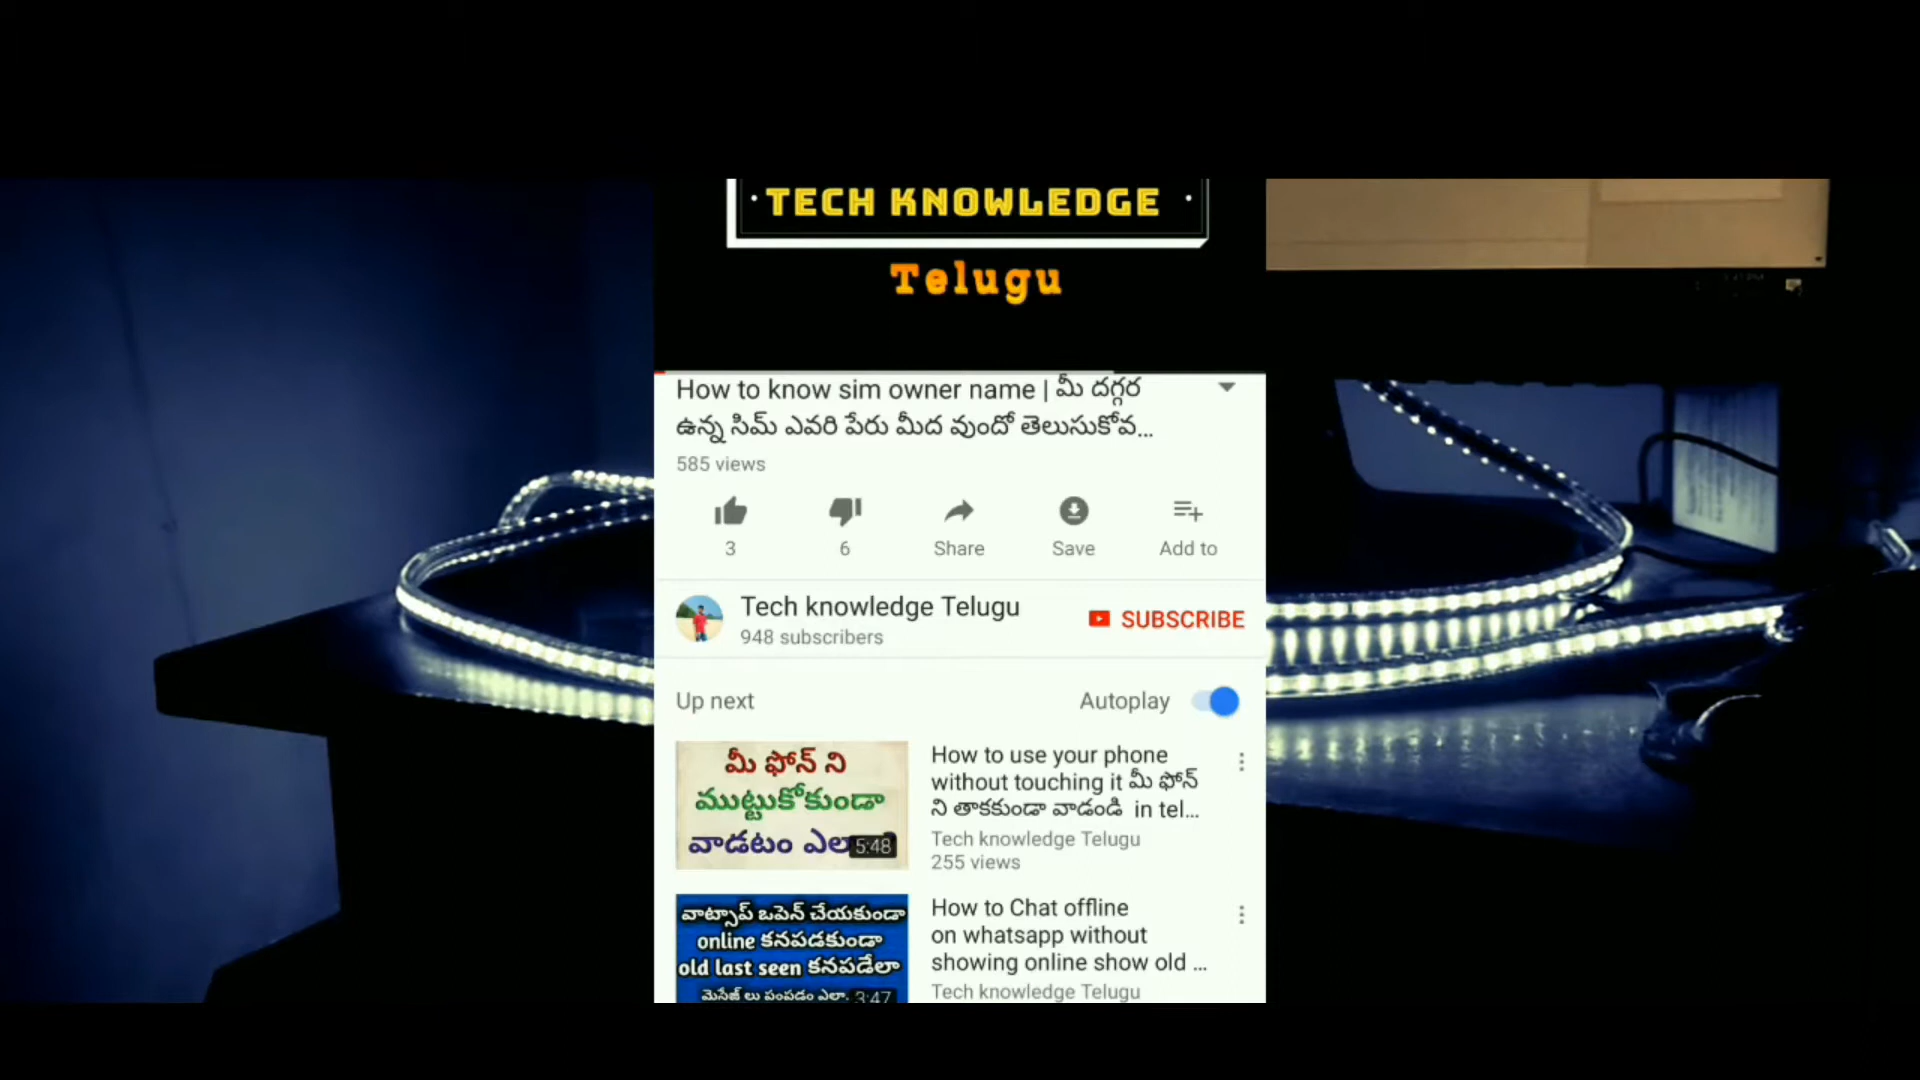 TECH KNOWLEDGE
Telugu
How to know sim owner name | మీ దగ్గర
ఉన్న సిమ్ ఎవరి పేరు మీద వుందో తెలుసుకోవ...
585 views
3
6
Share
Save
Add to
Tech knowledge Telugu
948 subscribers
SUBSCRIBE
Up next
Autoplay
మీ ఫోన్ ని
ముట్టుకోకుండా
వాడటం ఎలా
5:48
How to use your phone
without touching it మీ ఫోన్
ని తాకకుండా వాడండి in tel...
Tech knowledge Telugu
255 views
వాట్సాప్ ఒపెన్ చేయకుండా
online కనపడకుండా
old last seen కనపడేలా
మెసేజ్ లు పంపడం ఎలా.
3:47
How to Chat offline
on whatsapp without
showing online show old ...
Tech knowledge Telugu